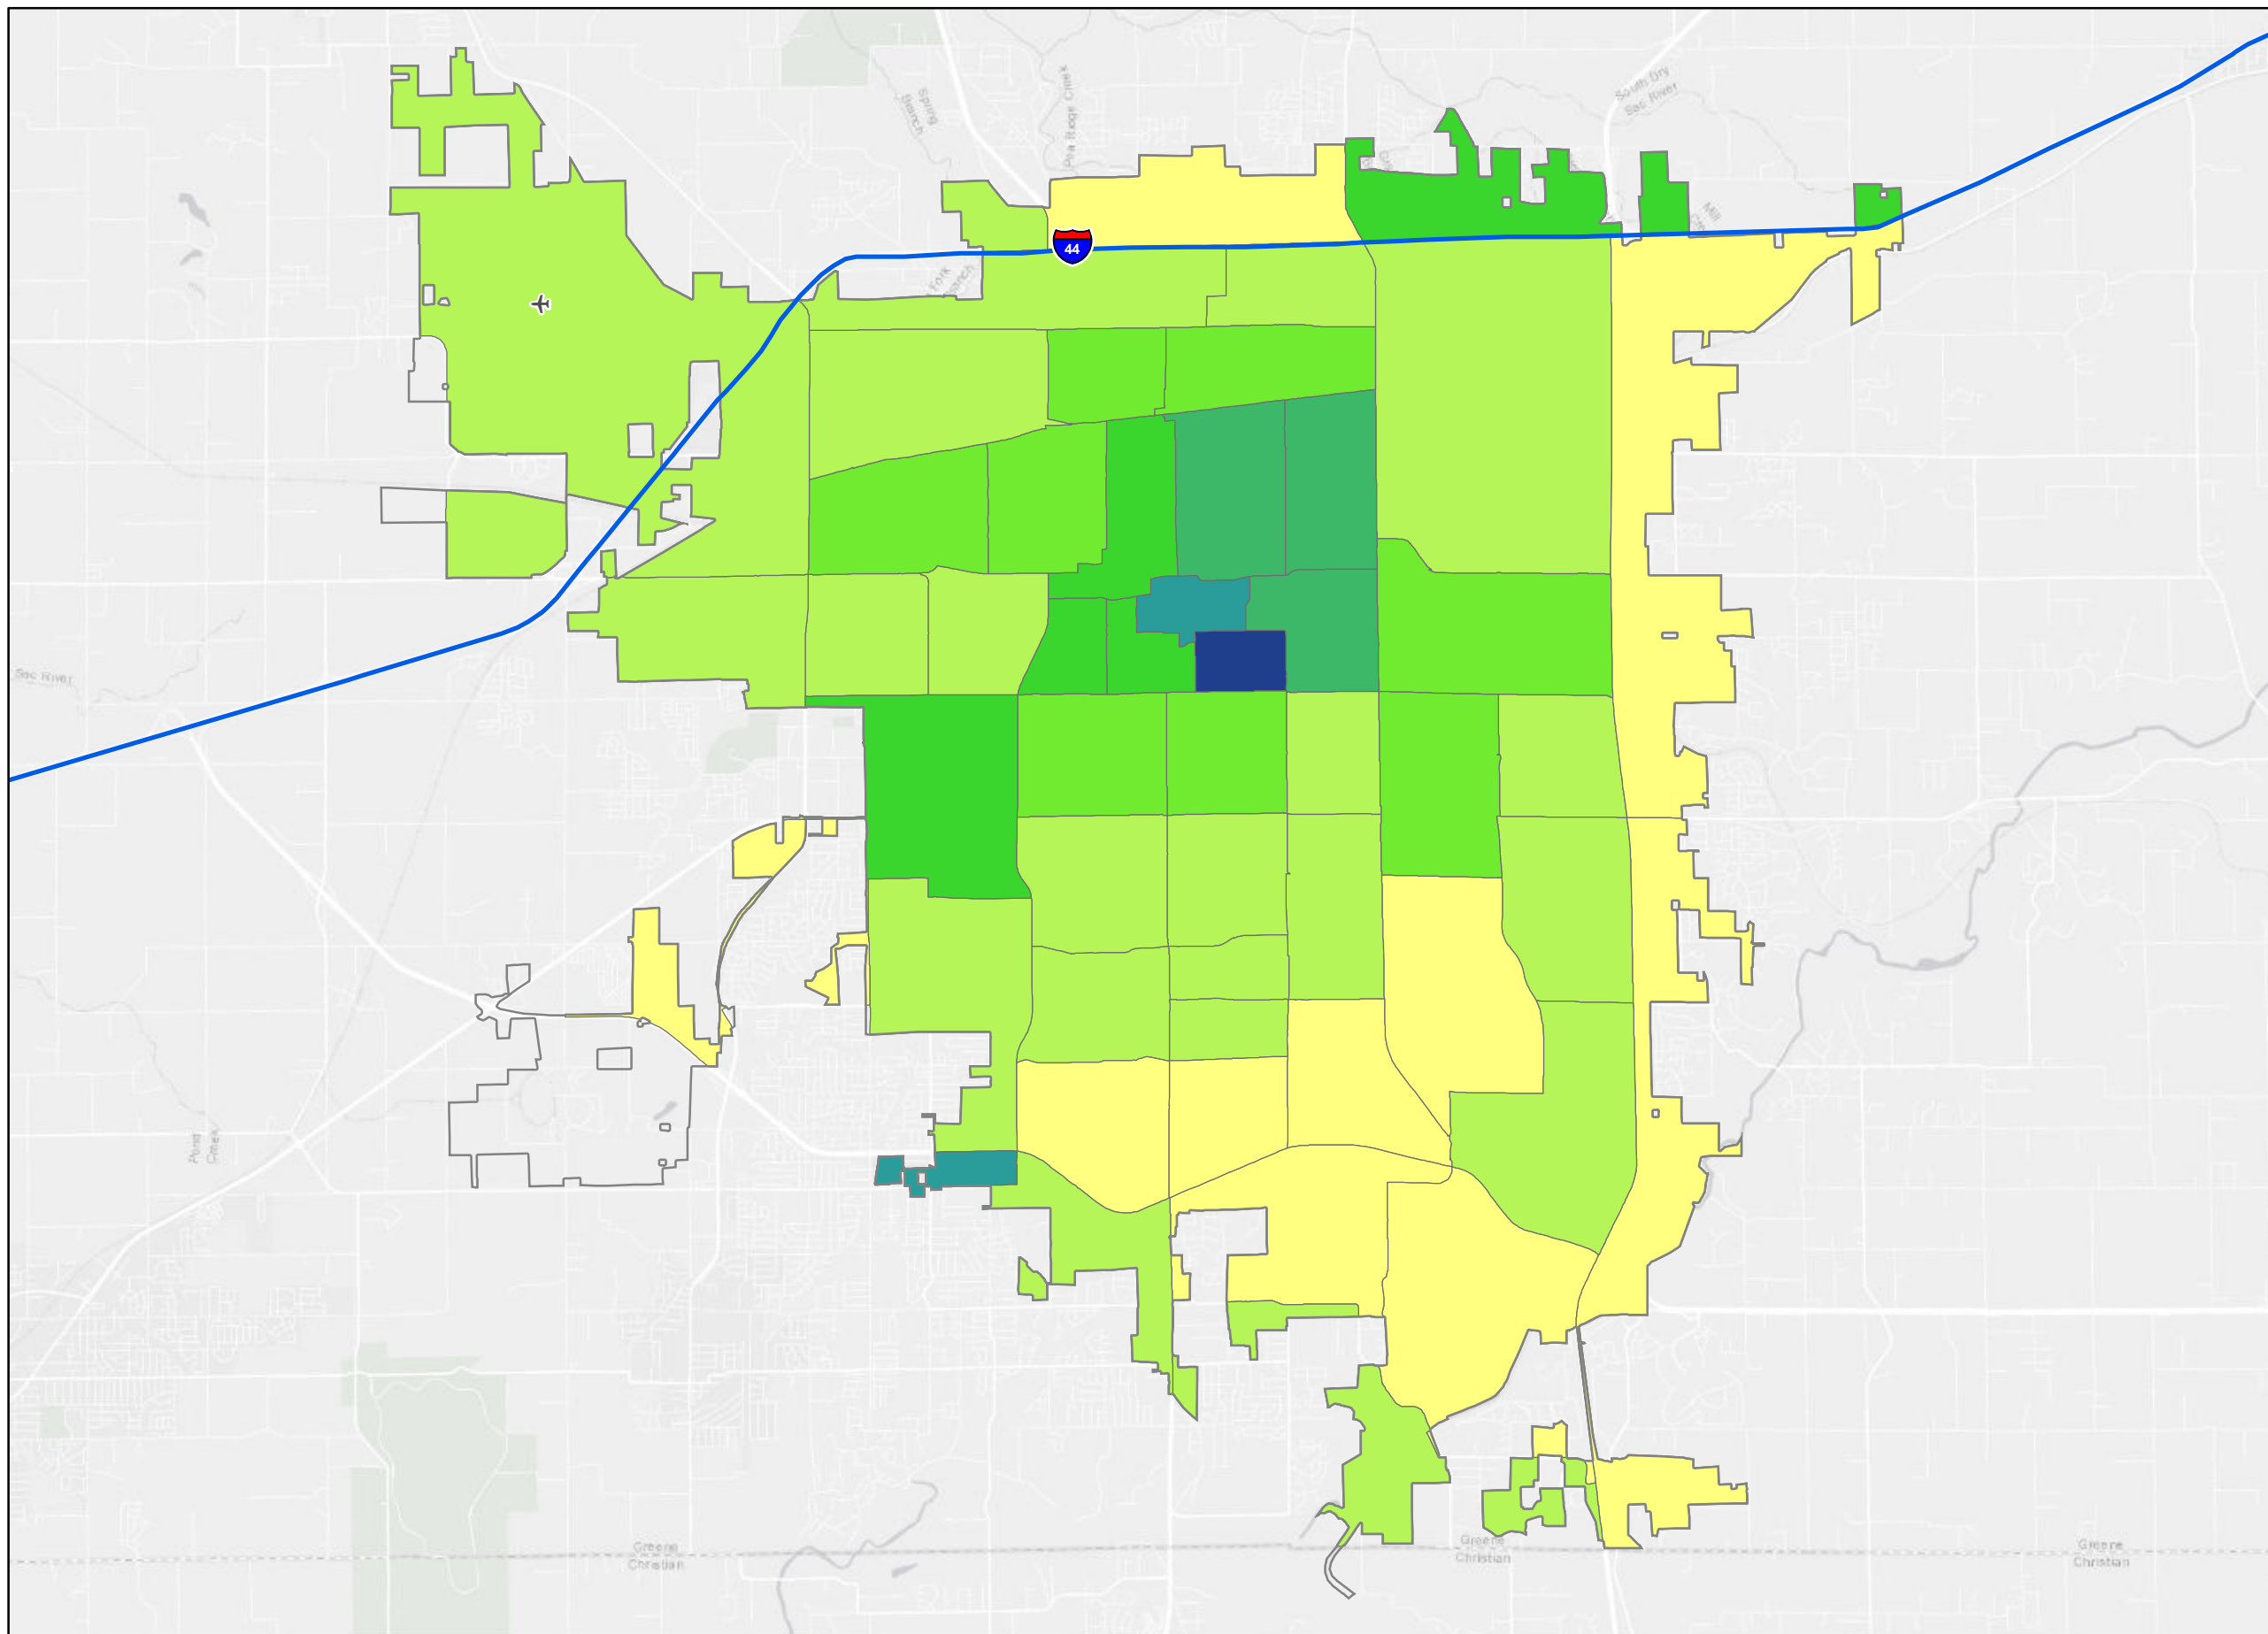 South Dry
Sac River
Spring
Branch
Pea Ridge Creek
Mill
44
Fork
Branch
Sac River
Pond
Creek
Greene
Christian
Greene
Christian
Greene
Christian